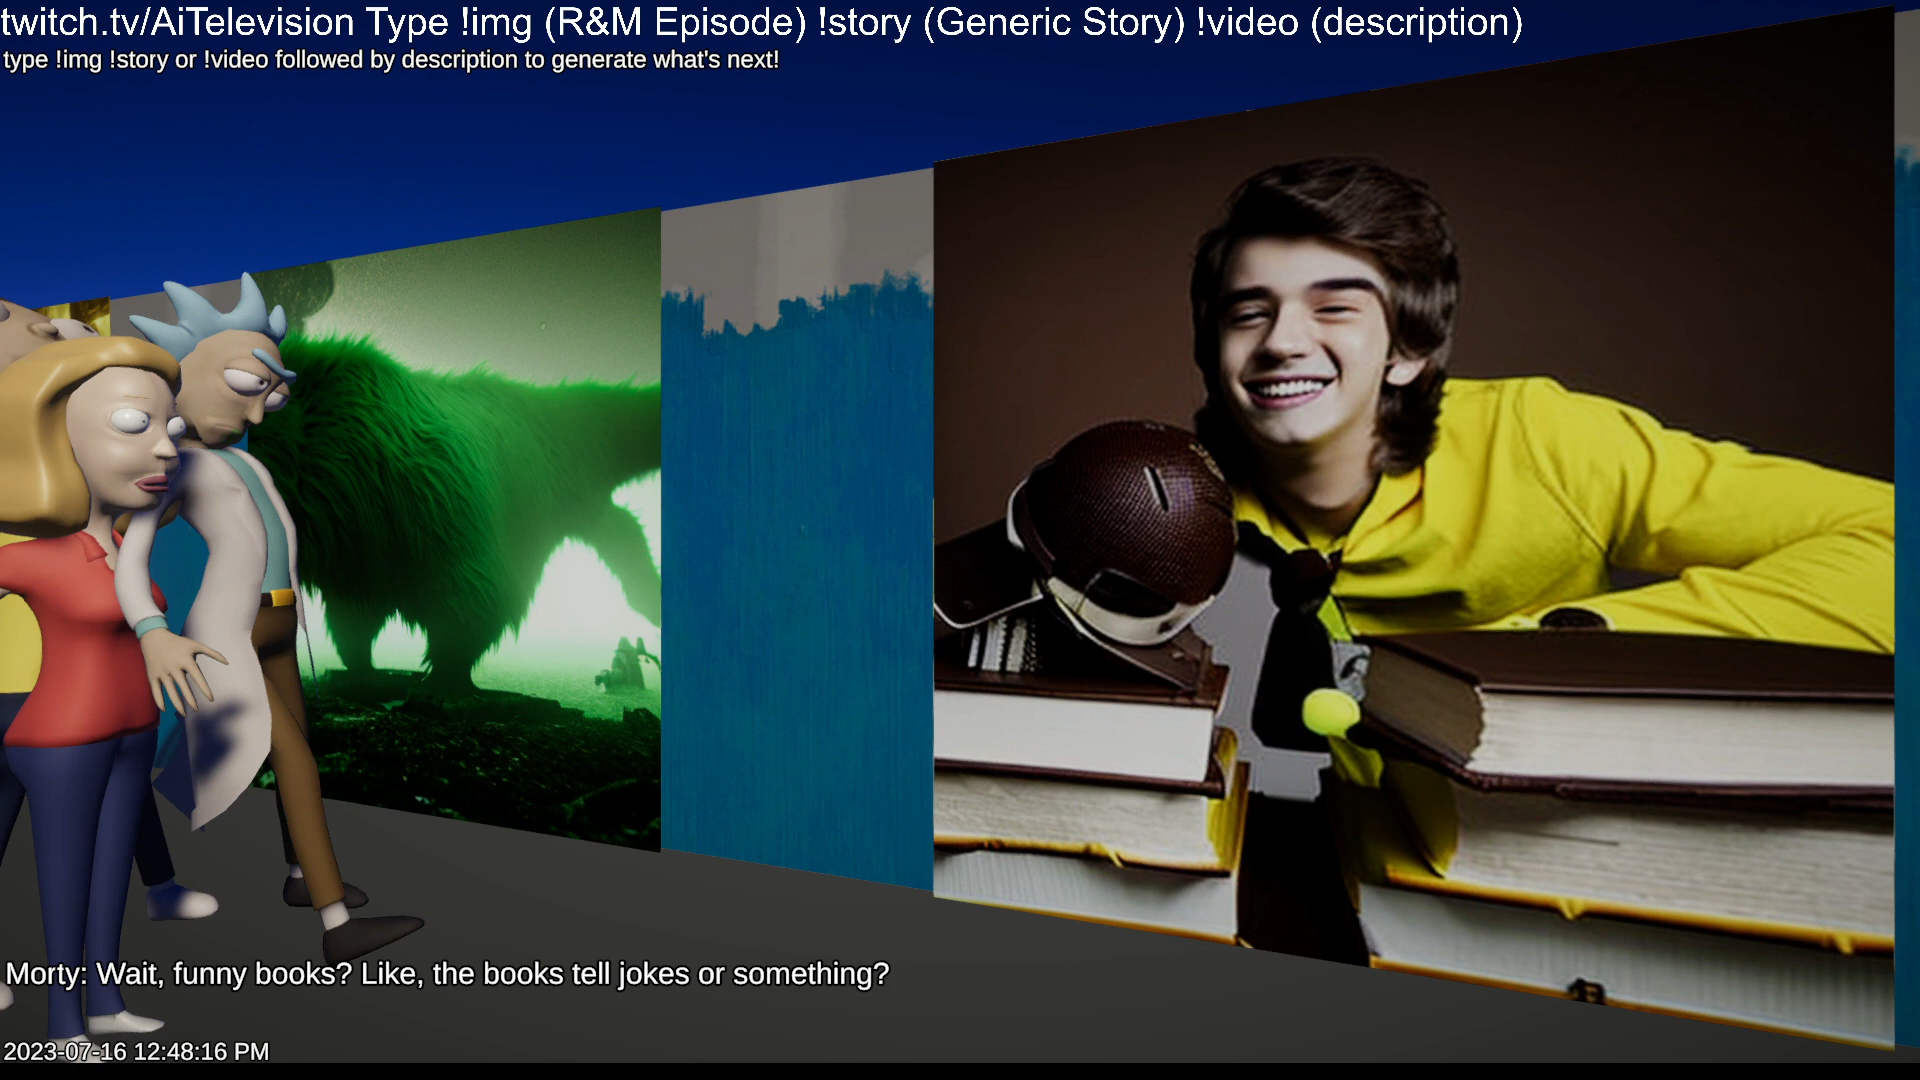 twitch.tv/AiTelevision Type !img (R&M Episode) !story (Generic Story) !video (description)
type !img !story or !video followed by description to generate what's next!
Morty: Wait, funny books? Like, the books tell jokes or something?
2023-07-16 12:48:16 PM